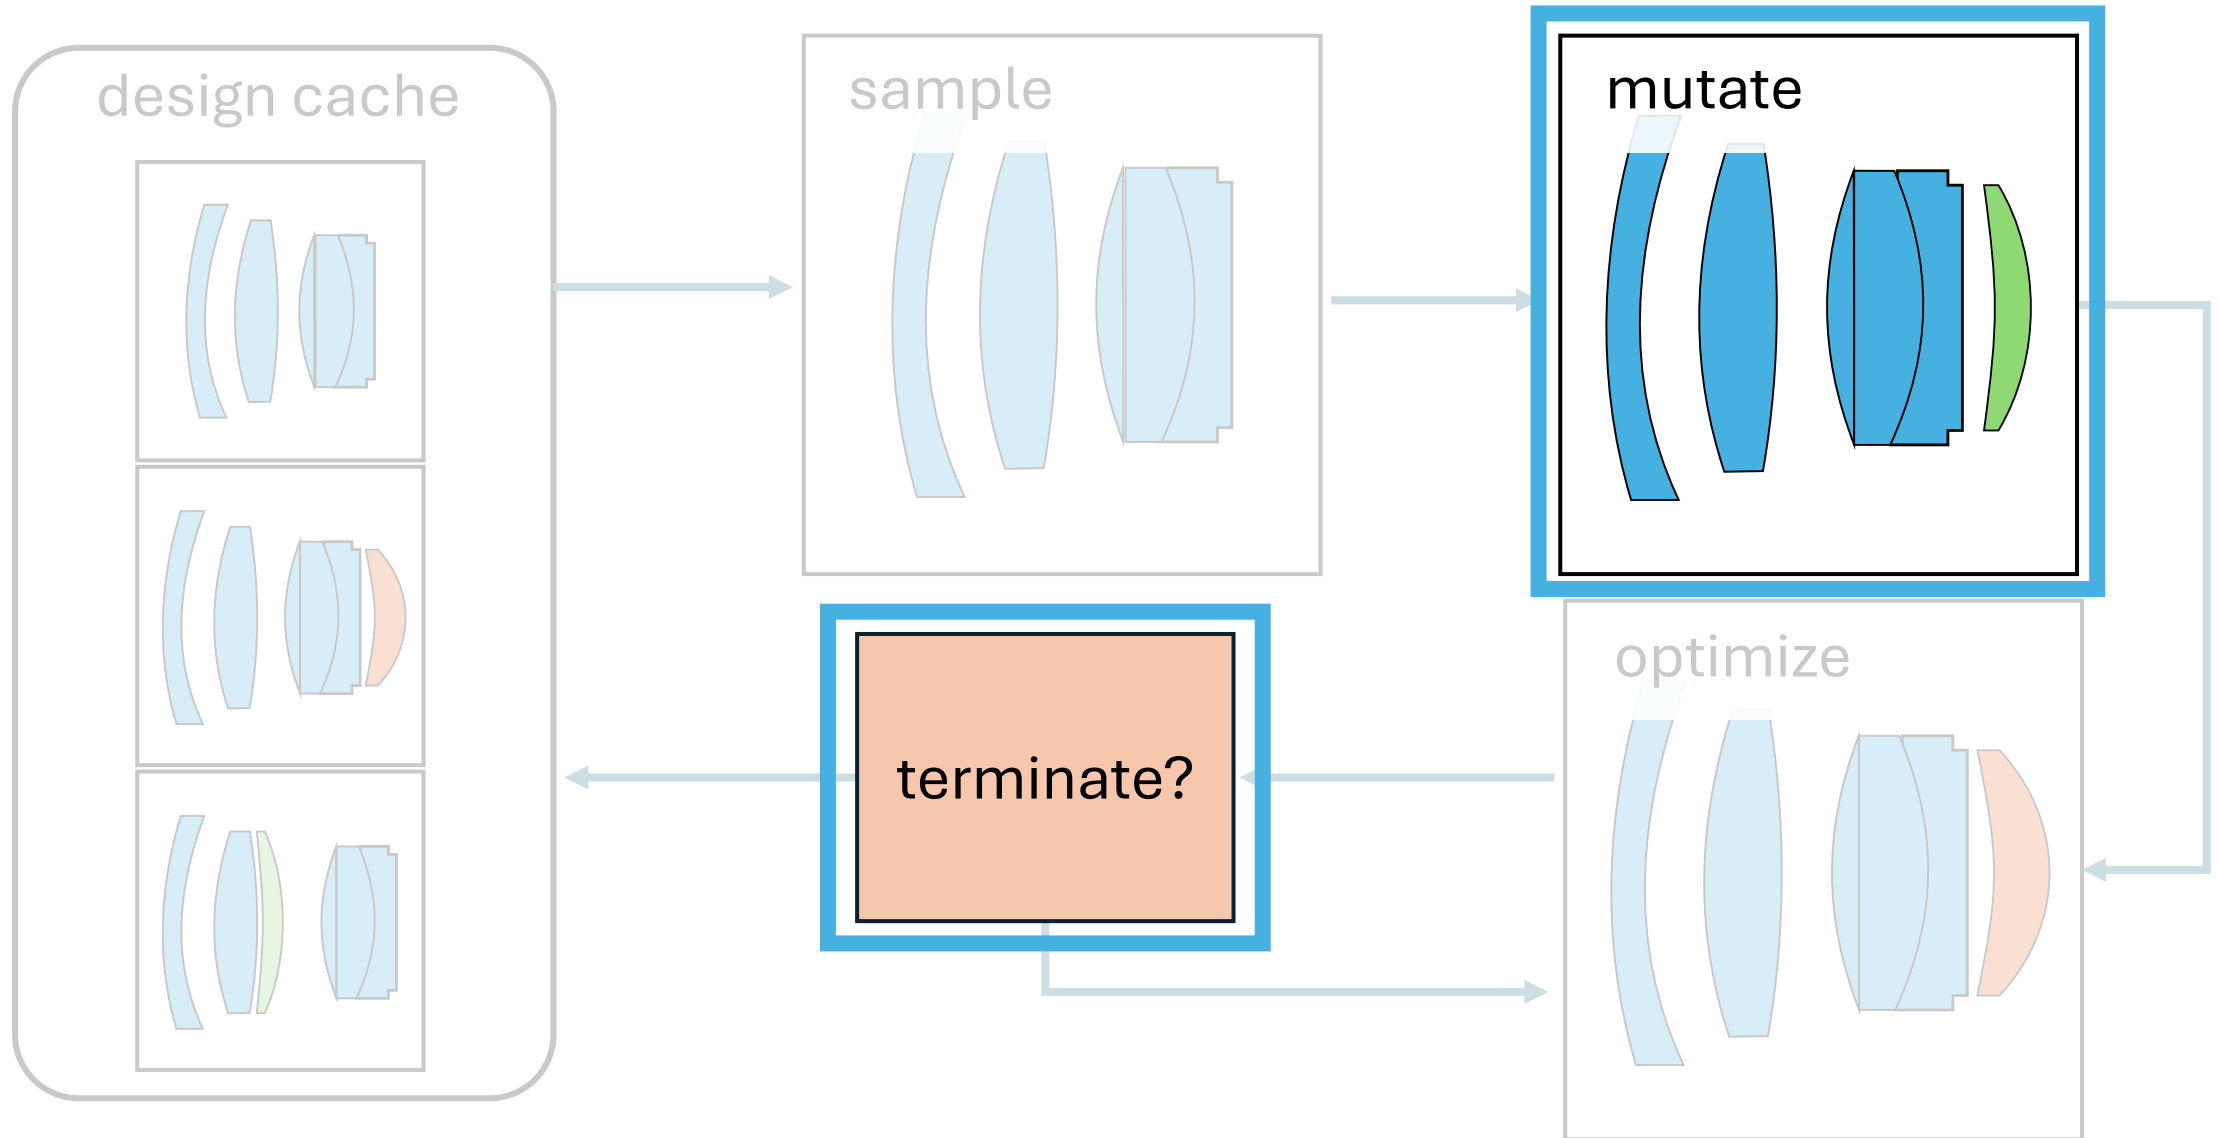 design cache
sample
mutate
optimize
terminate?